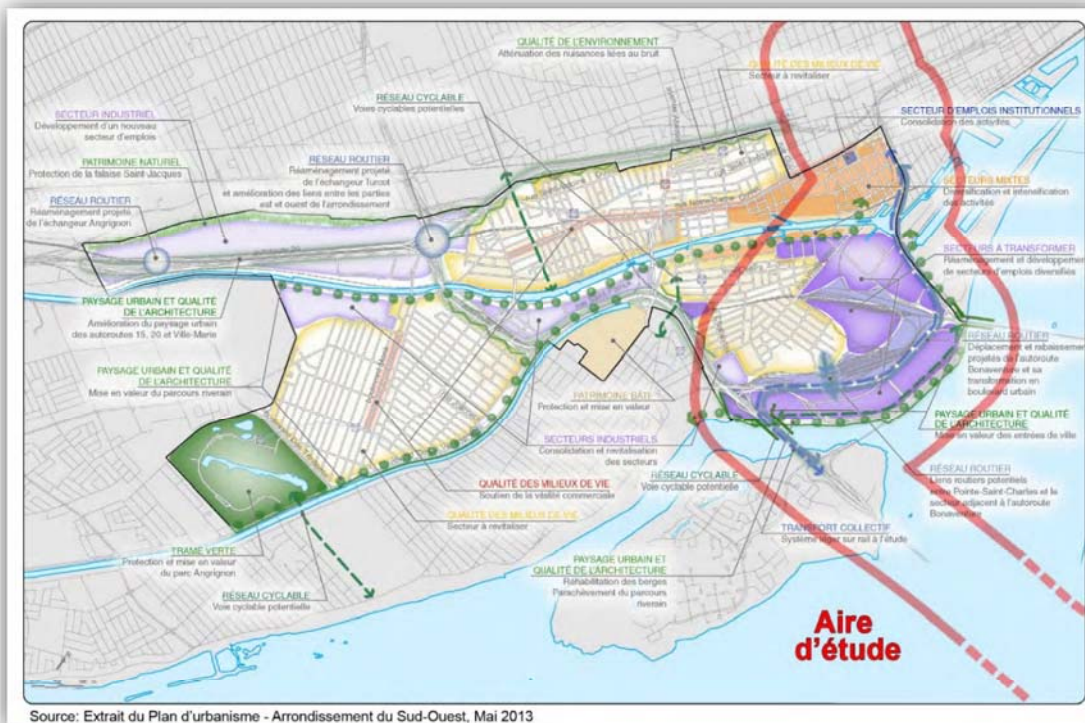 QUALITÉ DE L'ENVIRONNEMENT
Atténuation des nuisances liées au bruit
QUALITÉ DES MILIEUX DE VIE
Secteur à revitaliser
RÉSEAU CYCLABLE
Voies cyclables potentielles
SECTEUR D'EMPLOIS INSTITUTIONNELS
Consolidation des activités
SECTEUR INDUSTRIEL
Développement d'un nouveau
secteur d'emplois
PATRIMOINE NATUREL
Protection de la falaise Saint-Jacques
RÉSEAU ROUTIER
Réaménagement projeté
de l'échangeur Turcot
et amélioration des liens entre les parties
est et ouest de l'arrondissement
RÉSEAU ROUTIER
Réaménagement projeté
de l'échangeur Angrignon
SECTEURS MIXTES
Diversification et intensification
des activités
SECTEURS À TRANSFORMER
Réaménagement et développement
de secteurs d'emplois diversifiés
PAYSAGE URBAIN ET QUALITÉ
DE L'ARCHITECTURE
Amélioration du paysage urbain
des autoroutes 15, 20 et Ville-Marie
RÉSEAU ROUTIER
Déplacement et rabaissement
projetés de l'autoroute
Bonaventure et sa
transformation en
boulevard urbain
PAYSAGE URBAIN ET QUALITÉ
DE L'ARCHITECTURE
Mise en valeur du parcours riverain
PATRIMOINE BÂTI
Protection et mise en valeur
PAYSAGE URBAIN ET QUALITÉ
DE L'ARCHITECTURE
Mise en valeur des entrées de ville
SECTEURS INDUSTRIELS
Consolidation et revitalisation
des secteurs
RÉSEAU CYCLABLE
Voie cyclable potentielle
RÉSEAU ROUTIER
Liens routiers potentiels
entre Pointe-Saint-Charles et le
secteur adjacent à l'autoroute
Bonaventure
QUALITÉ DES MILIEUX DE VIE
Soutien de la vitalité commerciale
QUALITÉ DES MILIEUX DE VIE
Secteur à revitaliser
TRANSPORT COLLECTIF
Système léger sur rail à l'étude
TRAME VERTE
Protection et mise en valeur
du parc Angrignon
PAYSAGE URBAIN ET
QUALITÉ DE L'ARCHITECTURE
Réhabilitation des berges
Parachèvement du parcours
riverain
RÉSEAU CYCLABLE
Voie cyclable potentielle
Aire
d'étude
Source: Extrait du Plan d'urbanisme - Arrondissement du Sud-Ouest, Mai 2013